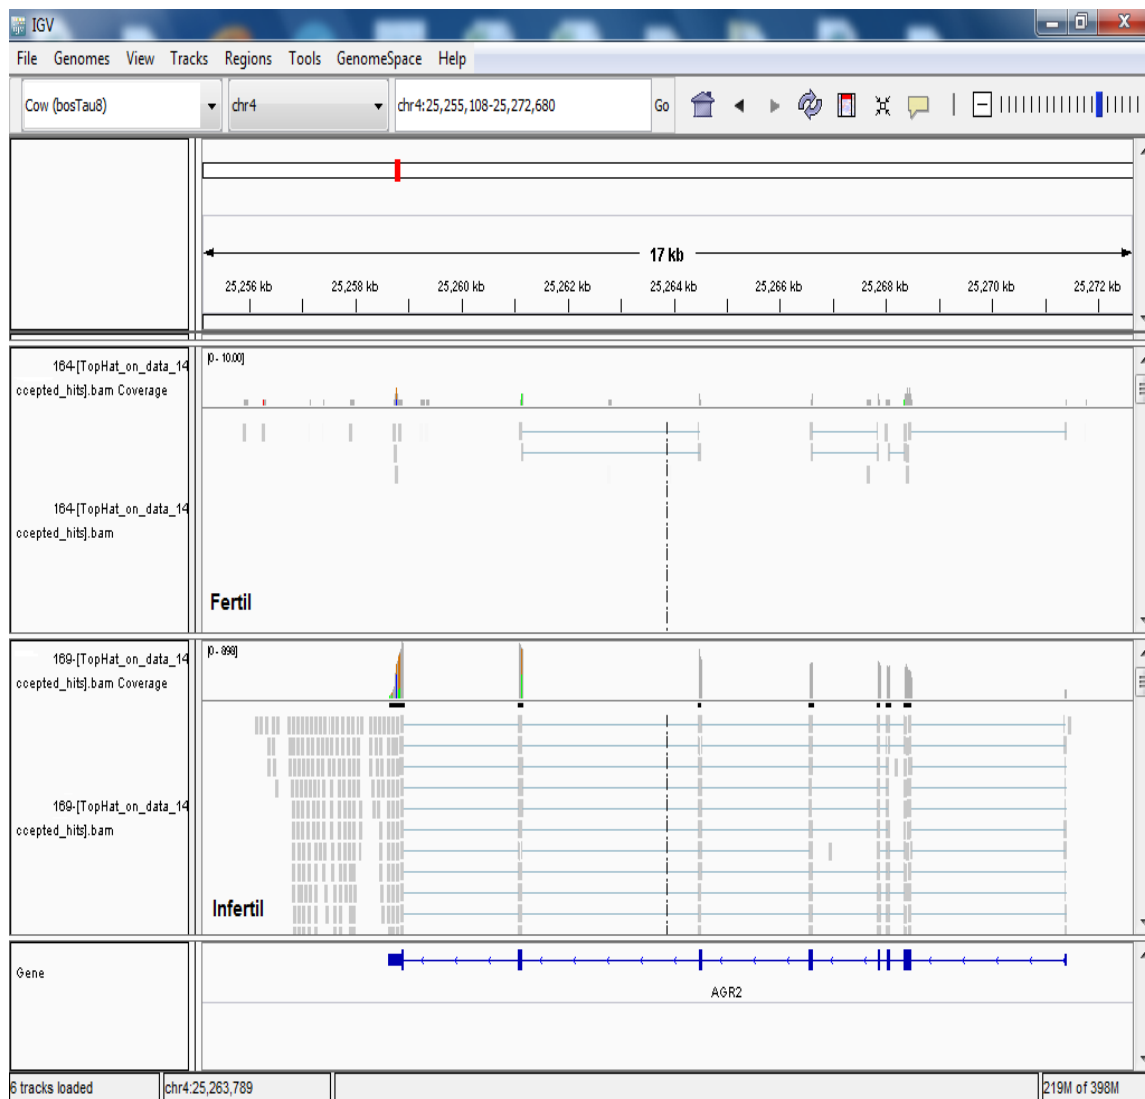 IGV
File Genomes View Tracks Regions Tools GenomeSpace Help
Cow (bosTau8) chr4 chr4:25,255,108-25,272,680 Go
17 kb
25,256 kb 25,258 kb 25,260 kb 25,262 kb 25,264 kb 25,266 kb 25,268 kb 25,270 kb 25,272 kb
164-[TopHat_on_data_14
ccepted_hits].bam Coverage
[0 - 10.00]
164-[TopHat_on_data_14
ccepted_hits].bam
Fertil
169-[TopHat_on_data_14
ccepted_hits].bam Coverage
[0 - 898]
169-[TopHat_on_data_14
ccepted_hits].bam
Infertil
Gene
AGR2
6 tracks loaded chr4:25,263,789 219M of 398M